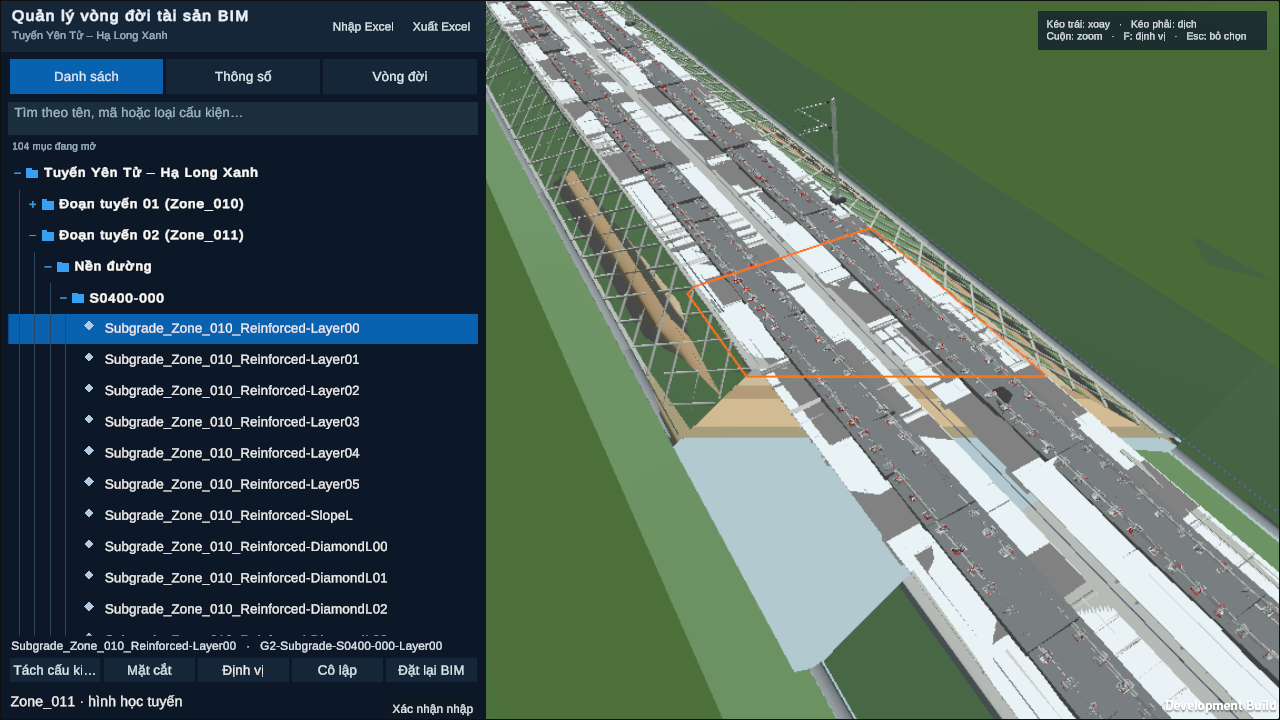 Quản lý vòng đời tài sản BIM
Tuyến Yên Tử – Hạ Long Xanh
Nhập Excel
Xuất Excel
Danh sách
Thông số
Vòng đời
Tìm theo tên, mã hoặc loại cấu kiện…
104 mục đang mở
– Tuyến Yên Tử – Hạ Long Xanh
+ Đoạn tuyến 01 (Zone_010)
– Đoạn tuyến 02 (Zone_011)
– Nền đường
– S0400-000
Subgrade_Zone_010_Reinforced-Layer00
Subgrade_Zone_010_Reinforced-Layer01
Subgrade_Zone_010_Reinforced-Layer02
Subgrade_Zone_010_Reinforced-Layer03
Subgrade_Zone_010_Reinforced-Layer04
Subgrade_Zone_010_Reinforced-Layer05
Subgrade_Zone_010_Reinforced-SlopeL
Subgrade_Zone_010_Reinforced-DiamondL00
Subgrade_Zone_010_Reinforced-DiamondL01
Subgrade_Zone_010_Reinforced-DiamondL02
Subgrade_Zone_010_Reinforced-Layer00 · G2-Subgrade-S0400-000-Layer00
Tách cấu ki…
Mặt cắt
Định vị
Cô lập
Đặt lại BIM
Zone_011 · hình học tuyến
Xác nhận nhập
Kéo trái: xoay · Kéo phải: dịch
Cuộn: zoom · F: định vị · Esc: bỏ chọn
Development Build